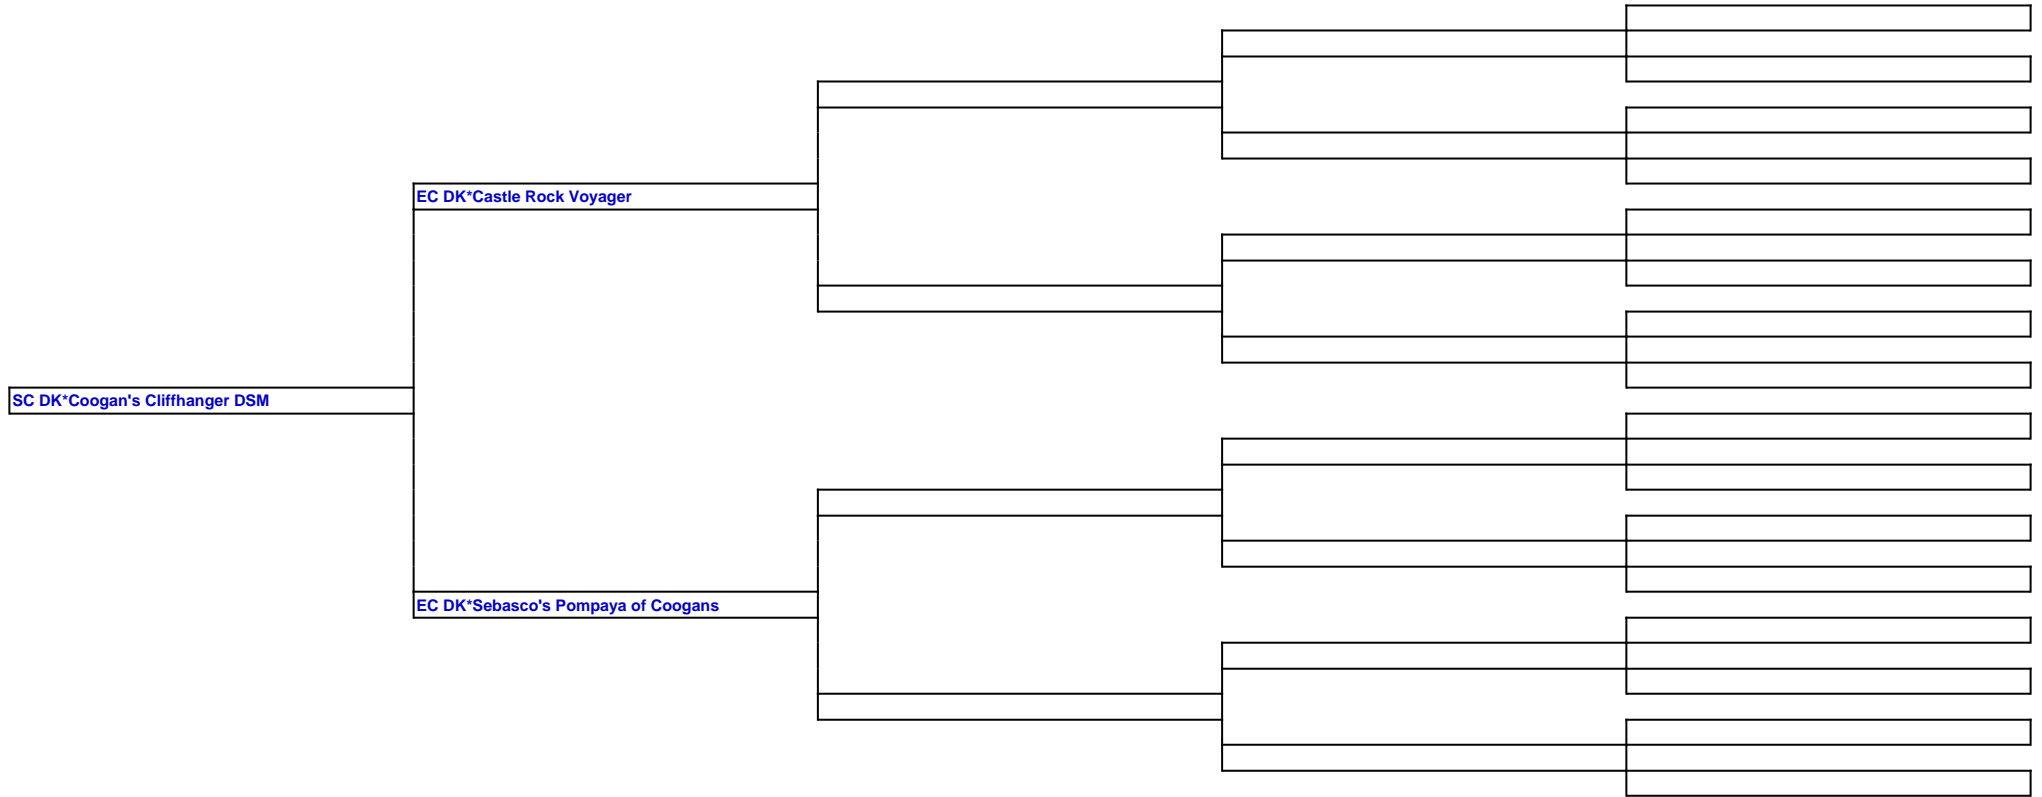 EC DK*Castle Rock Voyager
SC DK*Coogan's Cliffhanger DSM
EC DK*Sebasco's Pompaya of Coogans